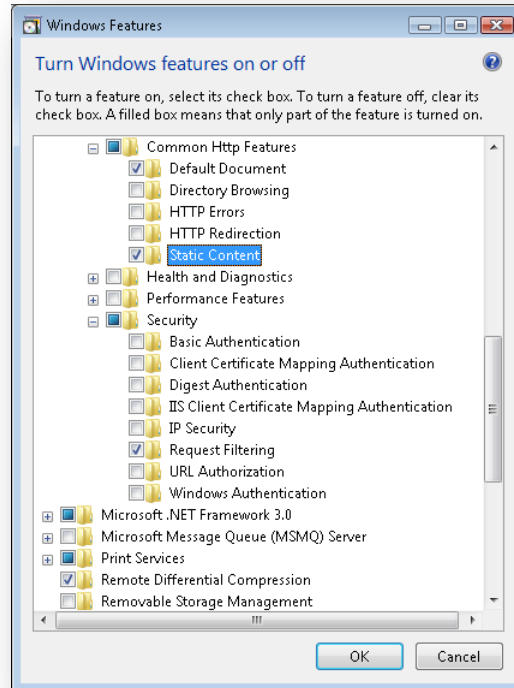 Windows Features
Turn Windows features on or off
To turn a feature on, select its check box. To turn a feature off, clear its
check box. A filled box means that only part of the feature is turned on.
Common Http Features
Default Document
Directory Browsing
HTTP Errors
HTTP Redirection
Static Content
Health and Diagnostics
Performance Features
Security
Basic Authentication
Client Certificate Mapping Authentication
Digest Authentication
IIS Client Certificate Mapping Authentication
IP Security
Request Filtering
URL Authorization
Windows Authentication
Microsoft .NET Framework 3.0
Microsoft Message Queue (MSMQ) Server
Print Services
Remote Differential Compression
Removable Storage Management
OK
Cancel